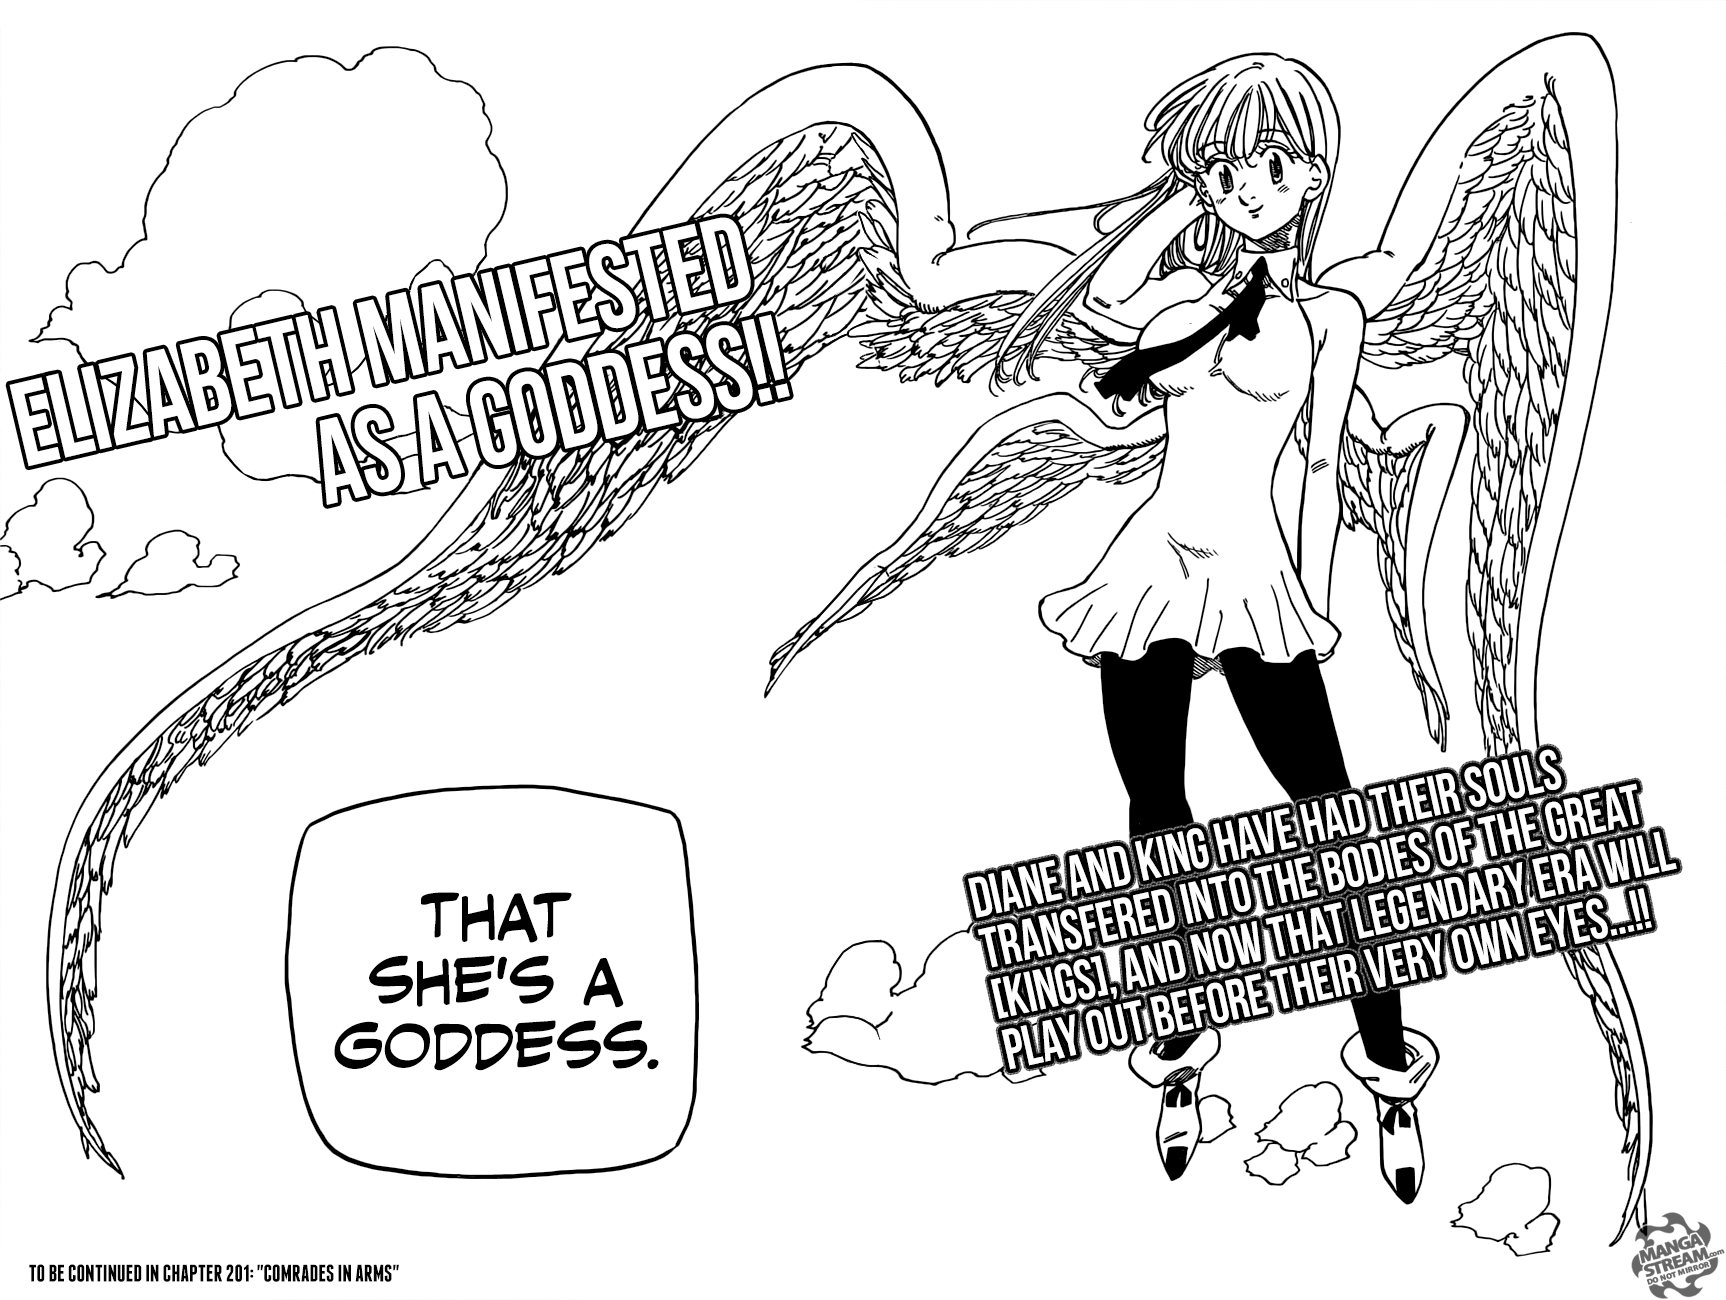 ELIZABETH MANIFESTED
AS A GODDESS!!
THAT
SHE'S A
GODDESS.
DIANE AND KING HAVE HAD THEIR SOULS
TRANSFERED INTO THE BODIES OF THE GREAT
[KINGS], AND NOW THAT LEGENDARY ERA WILL
PLAY OUT BEFORE THEIR VERY OWN EYES...!!
TO BE CONTINUED IN CHAPTER 201: "COMRADES IN ARMS"
MANGA
STREAM.com
DO NOT MIRROR